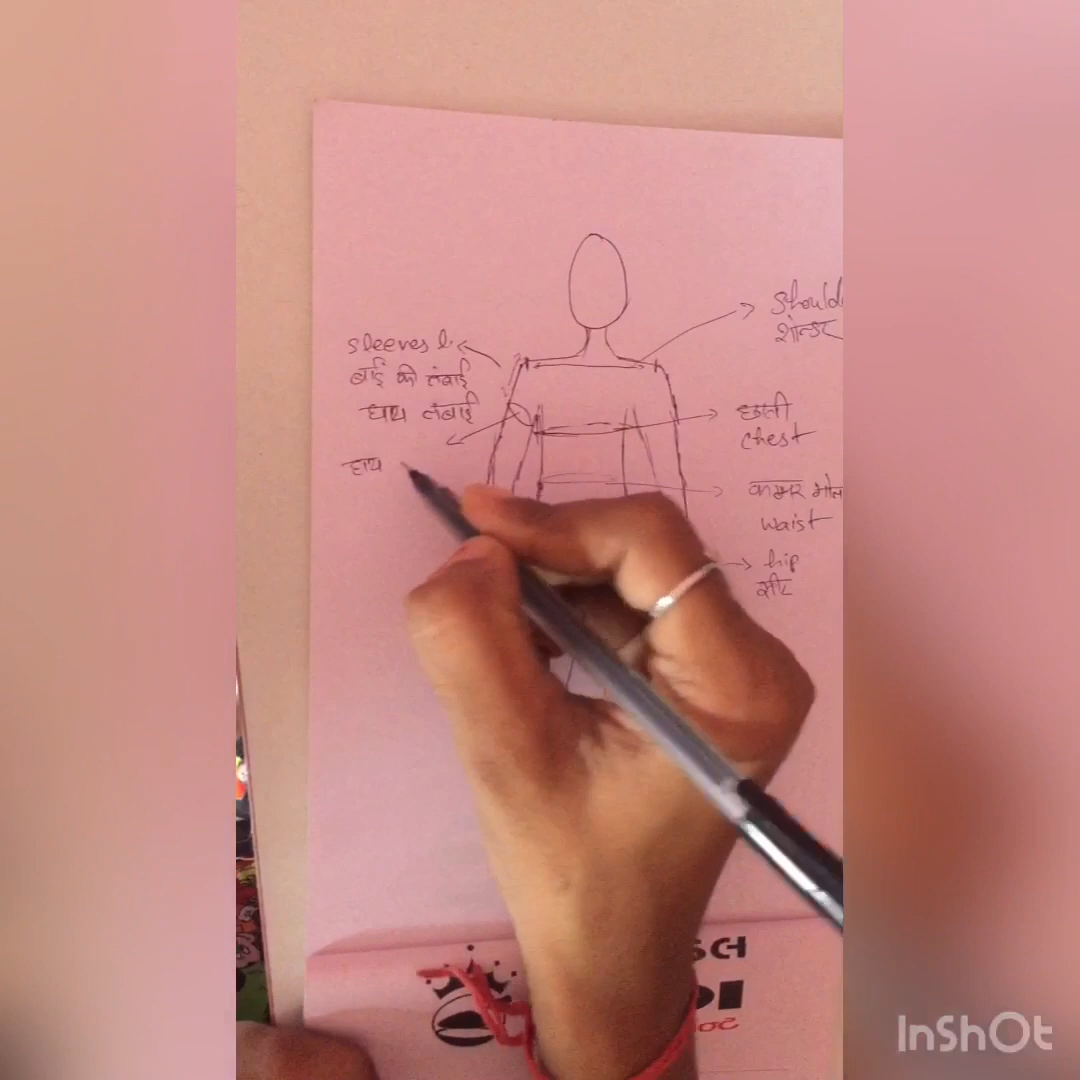 Should
शोल्डर
sleeves l.
बाई की लंबाई
हाथ लंबाई
हाथ
छाती
chest
कमर गोल
waist
hip
सीट
InShOt